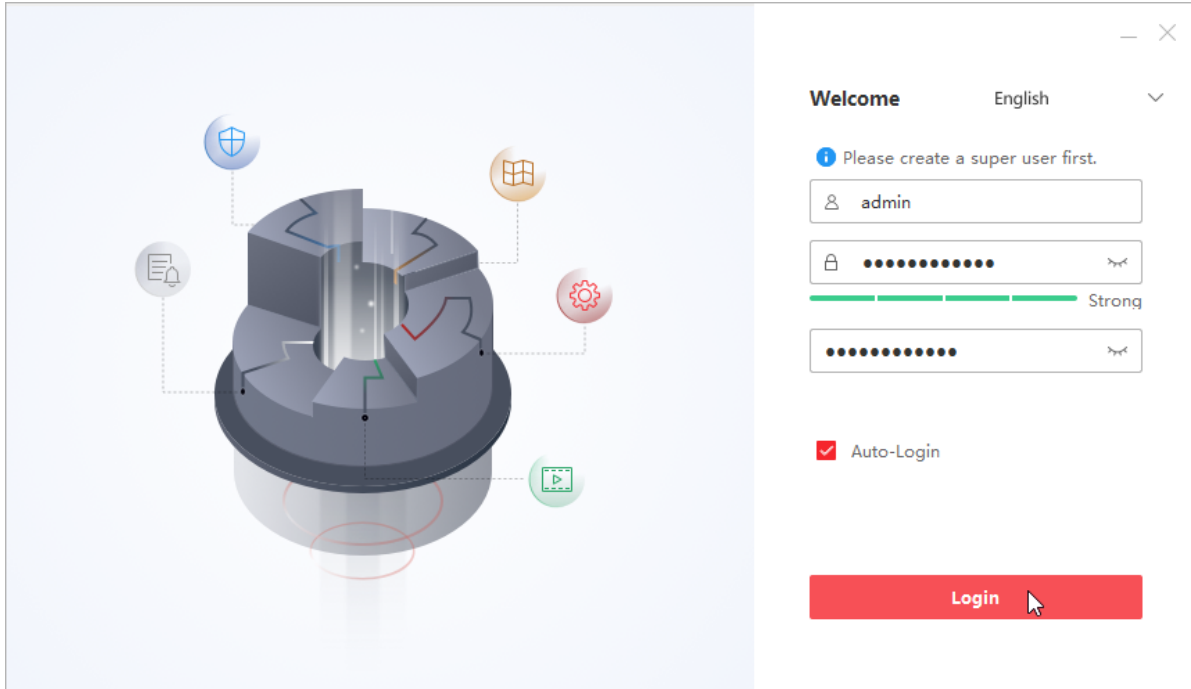 Welcome English
Please create a super user first.
admin
●●●●●●●●●●●●
Strong
●●●●●●●●●●●●
Auto-Login
Login